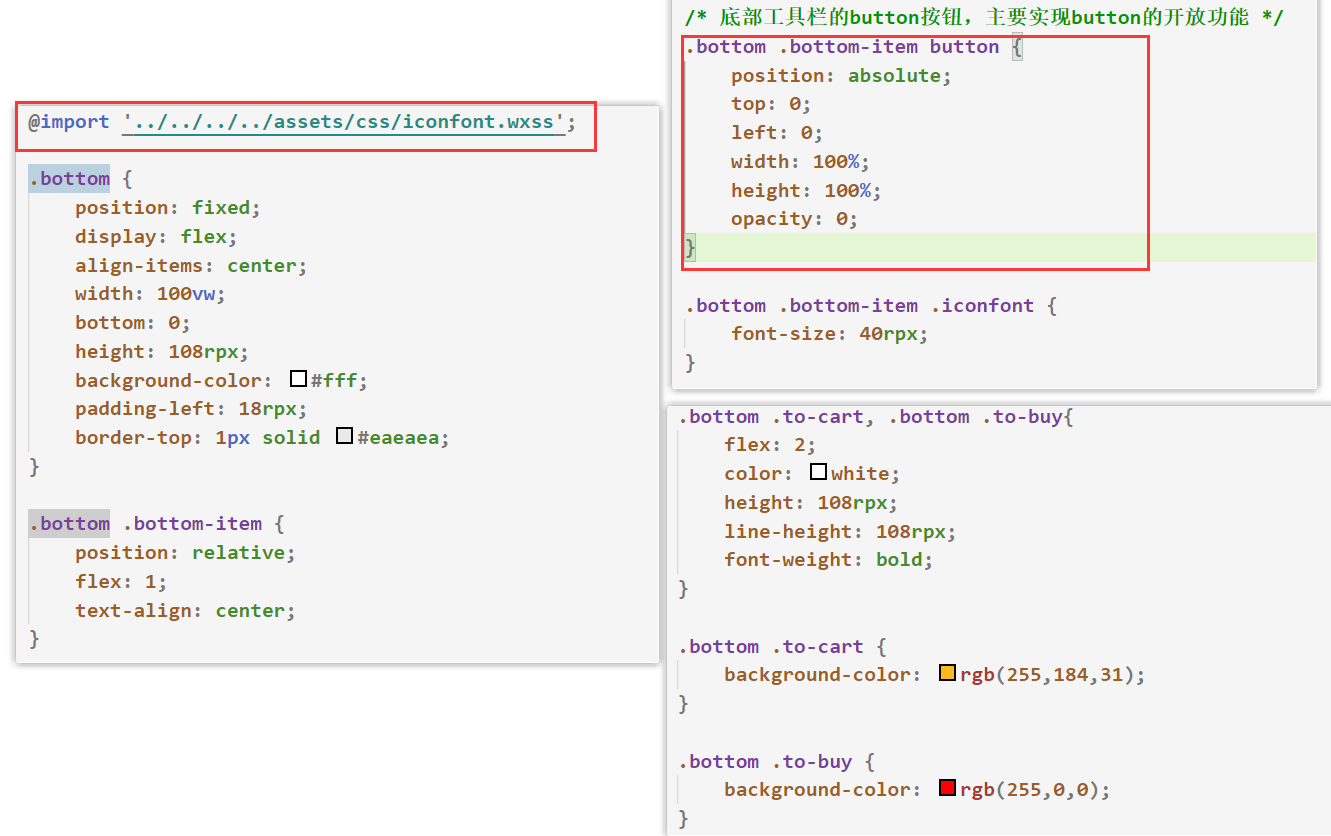 @import '../../../../assets/css/iconfont.wxss';
.bottom {
position: fixed;
display: flex;
align-items: center;
width: 100vw;
bottom: 0;
height: 108rpx;
background-color: #fff;
padding-left: 18rpx;
border-top: 1px solid #eaeaea;
}
.bottom .bottom-item {
position: relative;
flex: 1;
text-align: center;
}
/* 底部工具栏的button按钮，主要实现button的开放功能 */
.bottom .bottom-item button {
position: absolute;
top: 0;
left: 0;
width: 100%;
height: 100%;
opacity: 0;
}
.bottom .bottom-item .iconfont {
font-size: 40rpx;
}
.bottom .to-cart, .bottom .to-buy{
flex: 2;
color: white;
height: 108rpx;
line-height: 108rpx;
font-weight: bold;
}
.bottom .to-cart {
background-color: rgb(255,184,31);
}
.bottom .to-buy {
background-color: rgb(255,0,0);
}